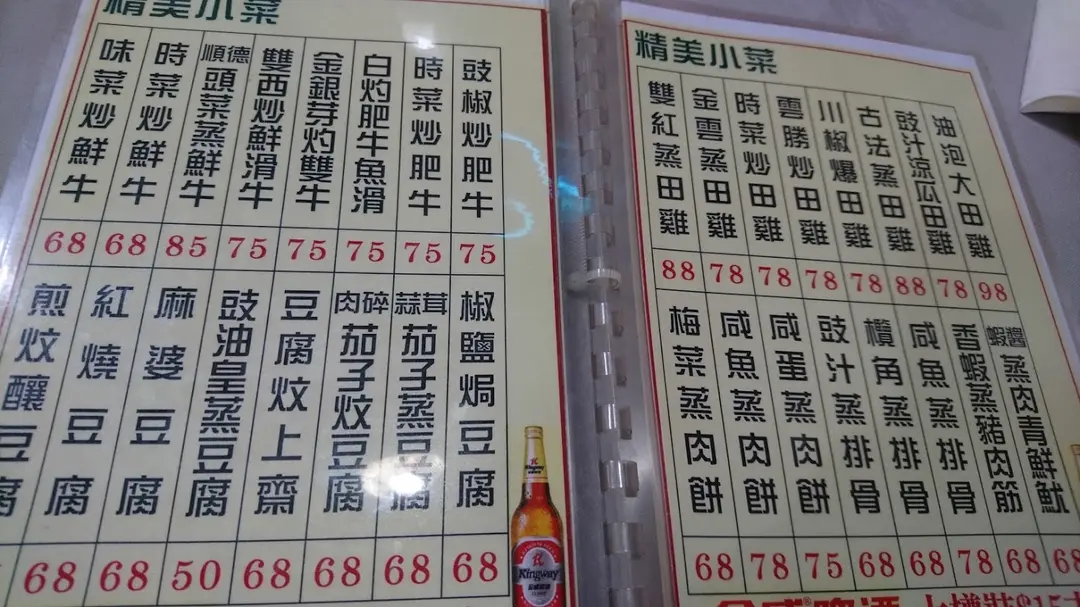 精美小菜
豉椒炒肥牛
75
時菜炒肥牛
75
白灼肥牛魚滑
75
金銀芽灼雙牛
75
雙西炒鮮滑牛
75
順德頭菜蒸鮮牛
85
時菜炒鮮牛
68
味菜炒鮮牛
68
椒鹽焗豆腐
68
蒜茸茄子蒸豆腐
68
肉碎茄子炆豆腐
68
豆腐炆上齋
68
豉油皇蒸豆腐
50
麻婆豆腐
68
紅燒豆腐
68
煎炆釀豆腐
Kingway
精美小菜
油泡大田雞
98
豉汁涼瓜田雞
78
古法蒸田雞
88
川椒爆田雞
78
雲勝炒田雞
78
時菜炒田雞
78
金雲蒸田雞
78
雙紅蒸田雞
88
蝦醬蒸肉青鮮魷
68
香蝦蒸豬肉筋
68
咸魚蒸排骨
78
欖角蒸排骨
68
豉汁蒸排骨
68
咸蛋蒸肉餅
75
咸魚蒸肉餅
78
梅菜蒸肉餅
68